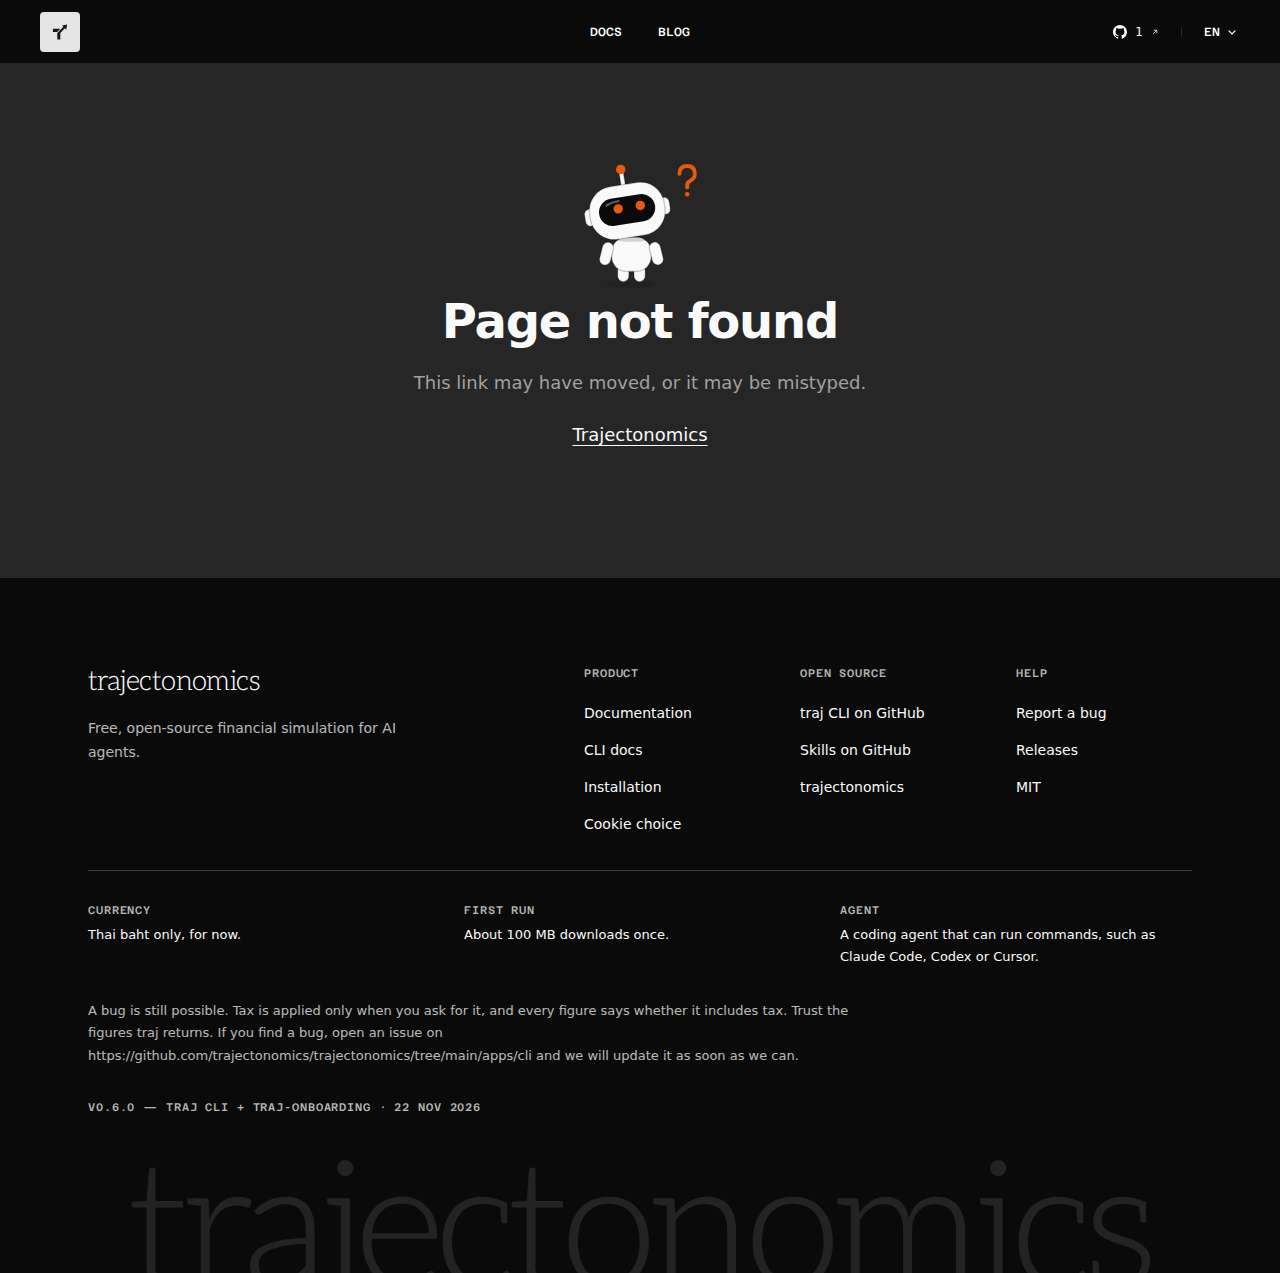 DOCS
BLOG
1
EN
?
Page not found
This link may have moved, or it may be mistyped.
Trajectonomics
trajectonomics
Free, open-source financial simulation for AI
agents.
PRODUCT
Documentation
CLI docs
Installation
Cookie choice
OPEN SOURCE
traj CLI on GitHub
Skills on GitHub
trajectonomics
HELP
Report a bug
Releases
MIT
CURRENCY
Thai baht only, for now.
FIRST RUN
About 100 MB downloads once.
AGENT
A coding agent that can run commands, such as
Claude Code, Codex or Cursor.
A bug is still possible. Tax is applied only when you ask for it, and every figure says whether it includes tax. Trust the
figures traj returns. If you find a bug, open an issue on
https://github.com/trajectonomics/trajectonomics/tree/main/apps/cli and we will update it as soon as we can.
V0.6.0 — TRAJ CLI + TRAJ-ONBOARDING · 22 NOV 2026
trajectonomics